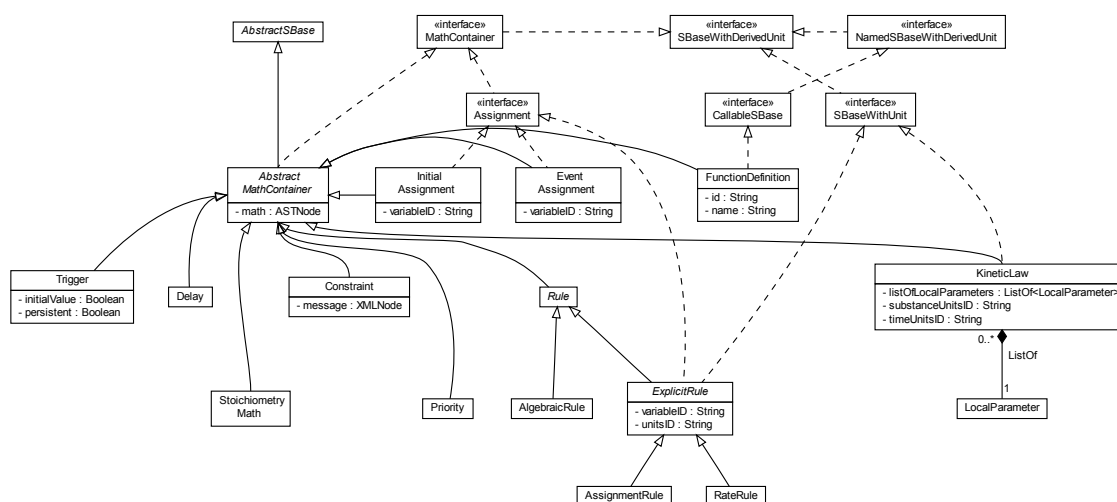 AbstractSBase
«interface»
MathContainer
«interface»
SBaseWithDerivedUnit
«interface»
NamedSBaseWithDerivedUnit
«interface»
Assignment
«interface»
CallableSBase
«interface»
SBaseWithUnit
Abstract
MathContainer
- math : ASTNode
Initial
Assignment
- variableID : String
Event
Assignment
- variableID : String
FunctionDefinition
- id : String
- name : String
Trigger
- initialValue : Boolean
- persistent : Boolean
Delay
Constraint
- message : XMLNode
Rule
KineticLaw
- listOfLocalParameters : ListOf<LocalParameter>
- substanceUnitsID : String
- timeUnitsID : String
0..*
ListOf
1
LocalParameter
Stoichiometry
Math
Priority
AlgebraicRule
ExplicitRule
- variableID : String
- unitsID : String
AssignmentRule
RateRule